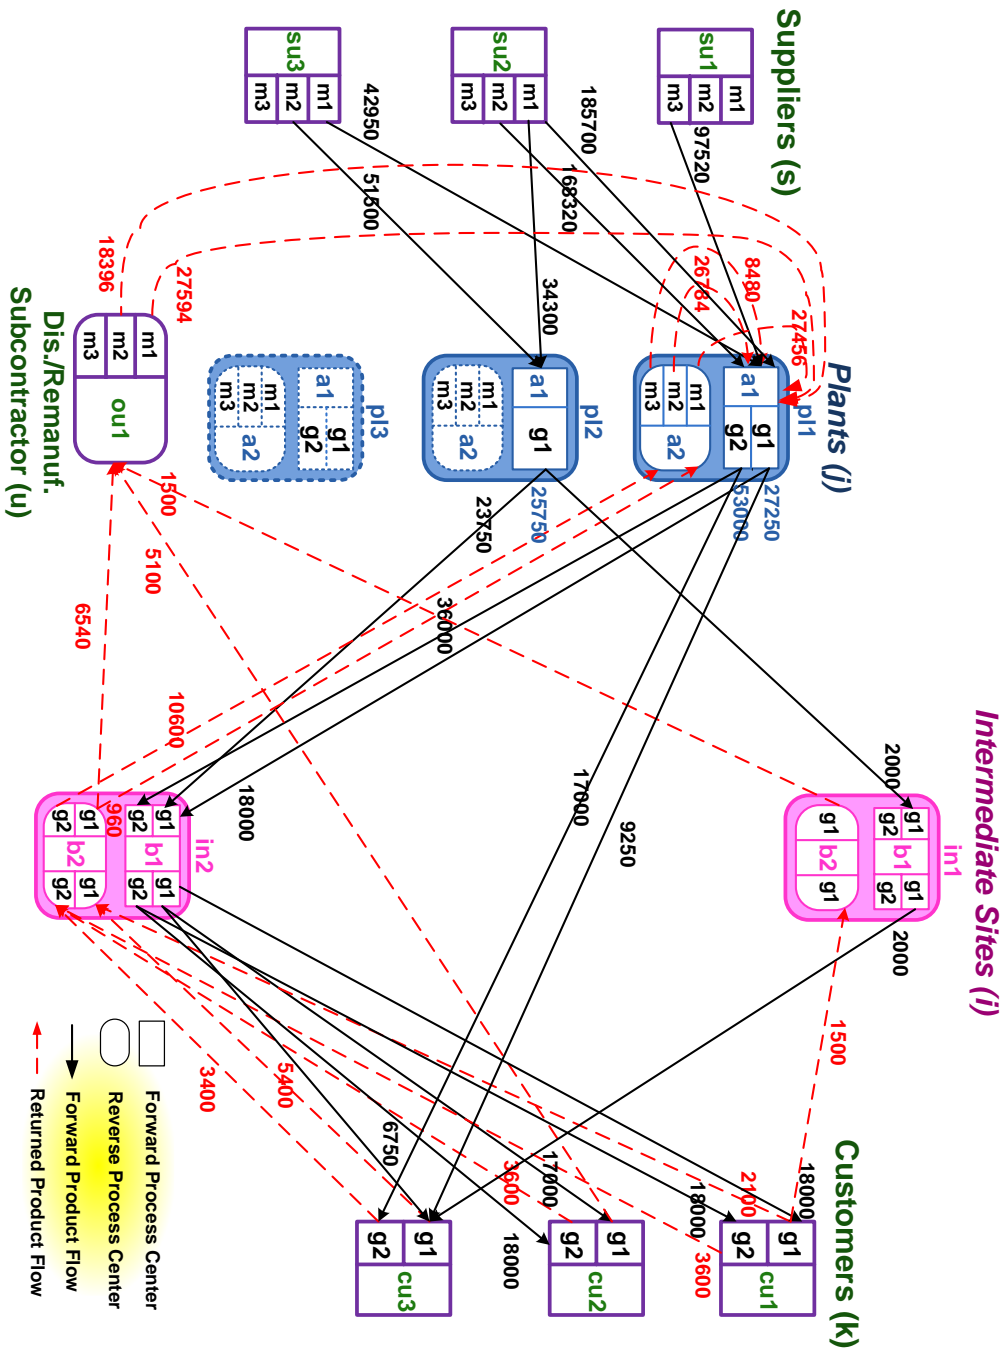 Suppliers (s)
su1
m1
m2
m3
su2
m1
m2
m3
su3
m1
m2
m3
97520
185700
168320
42950
51500
34300
18396
27594
8480
26784
27456
Plants (j)
pl1
a1
g1
g2
m1
m2
m3
a2
pl2
a1
g1
m1
m2
m3
a2
pl3
a1
g1
g2
m1
m2
m3
a2
Dis./Remanuf.
Subcontractor (u)
m1
m2
m3
ou1
27250
53000
25750
23750
1500
5100
6540
36000
10600
960
18000
2000
17000
9250
Intermediate Sites (i)
in1
g1
g2
b1
g1
g2
g1
b2
g1
in2
g1
g2
b1
g1
g2
g1
g2
b2
g1
g2
2000
1500
3400
5400
6750
3600
17000
18000
18000
2100
3600
18000
Customers (k)
g1
g2
cu1
g1
g2
cu2
g1
g2
cu3
Forward Process Center
Reverse Process Center
Forward Product Flow
Returned Product Flow